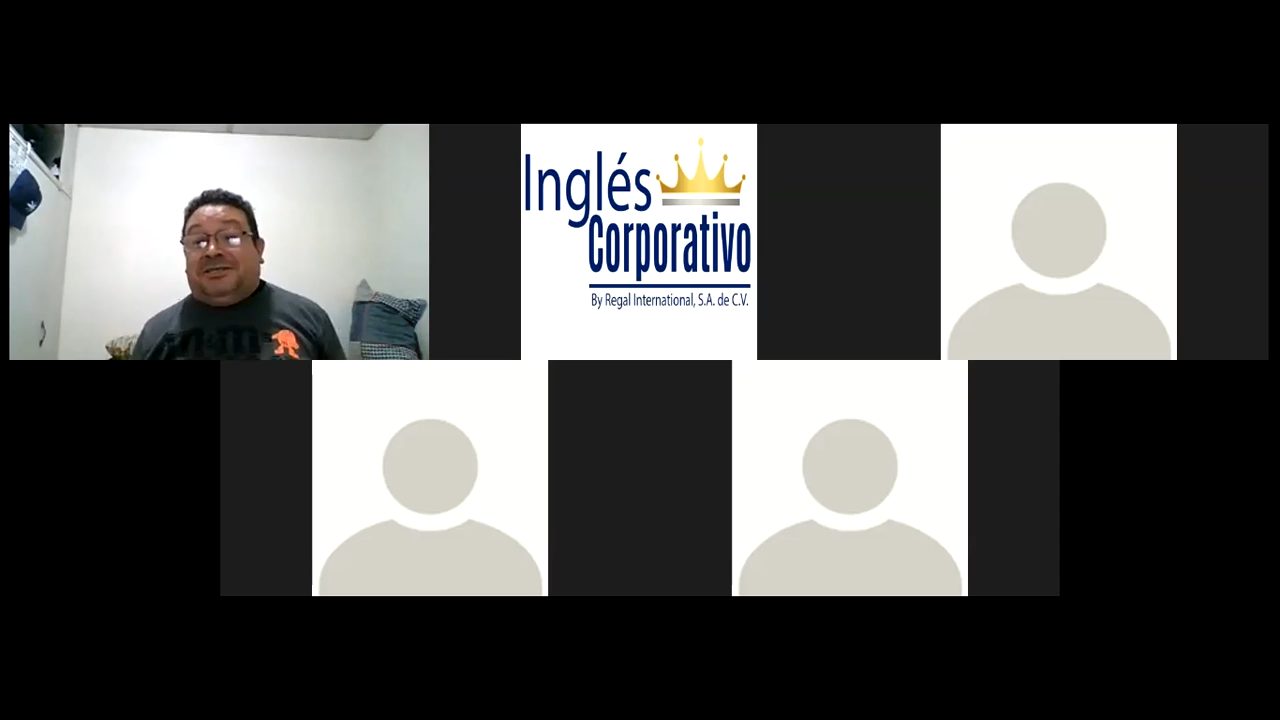 Inglés
Corporativo
By Regal International, S.A. de C.V.